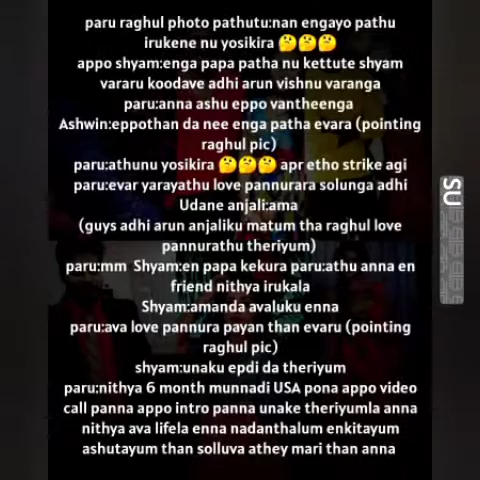 paru raghul photo pathutu:nan engayo pathu
irukene nu yosikira 🤔🤔🤔
appo shyam:enga papa patha nu kettute shyam
vararu koodave adhi arun vishnu varanga
paru:anna ashu eppo vantheenga
Ashwin:eppothan da nee enga patha evara (pointing
raghul pic)
paru:athunu yosikira 🤔🤔🤔 apr etho strike agi
paru:evar yarayathu love pannurara solunga adhi
Udane anjali:ama
(guys adhi arun anjaliku matum tha raghul love
pannurathu theriyum)
paru:mm Shyam:en papa kekura paru:athu anna en
friend nithya irukala
Shyam:amanda avaluku enna
paru:ava love pannura payan than evaru (pointing
raghul pic)
shyam:unaku epdi da theriyum
paru:nithya 6 month munnadi USA pona appo video
call panna appo intro panna unake theriyumla anna
nithya ava lifela enna nadanthalum enkitayum
ashutayum than solluva athey mari than anna
SU